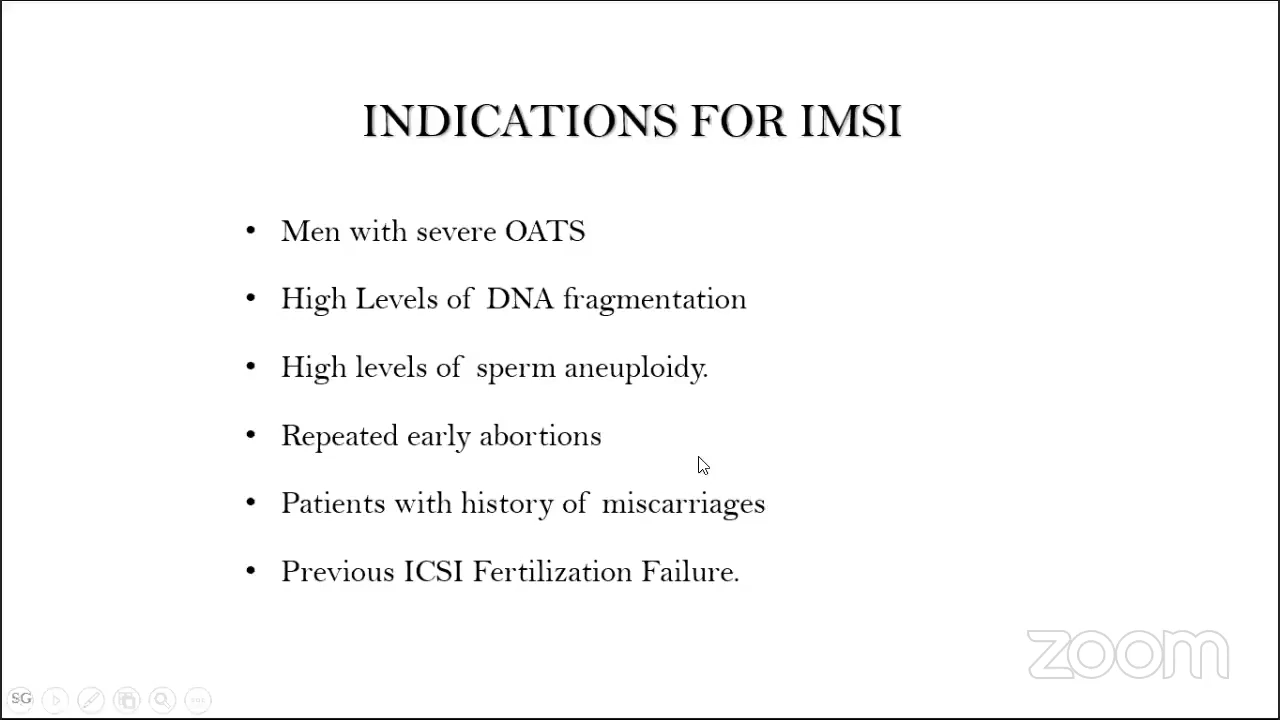 INDICATIONS FOR IMSI
• Men with severe OATS
• High Levels of DNA fragmentation
• High levels of sperm aneuploidy.
• Repeated early abortions
• Patients with history of miscarriages
• Previous ICSI Fertilization Failure.
zoom
SG